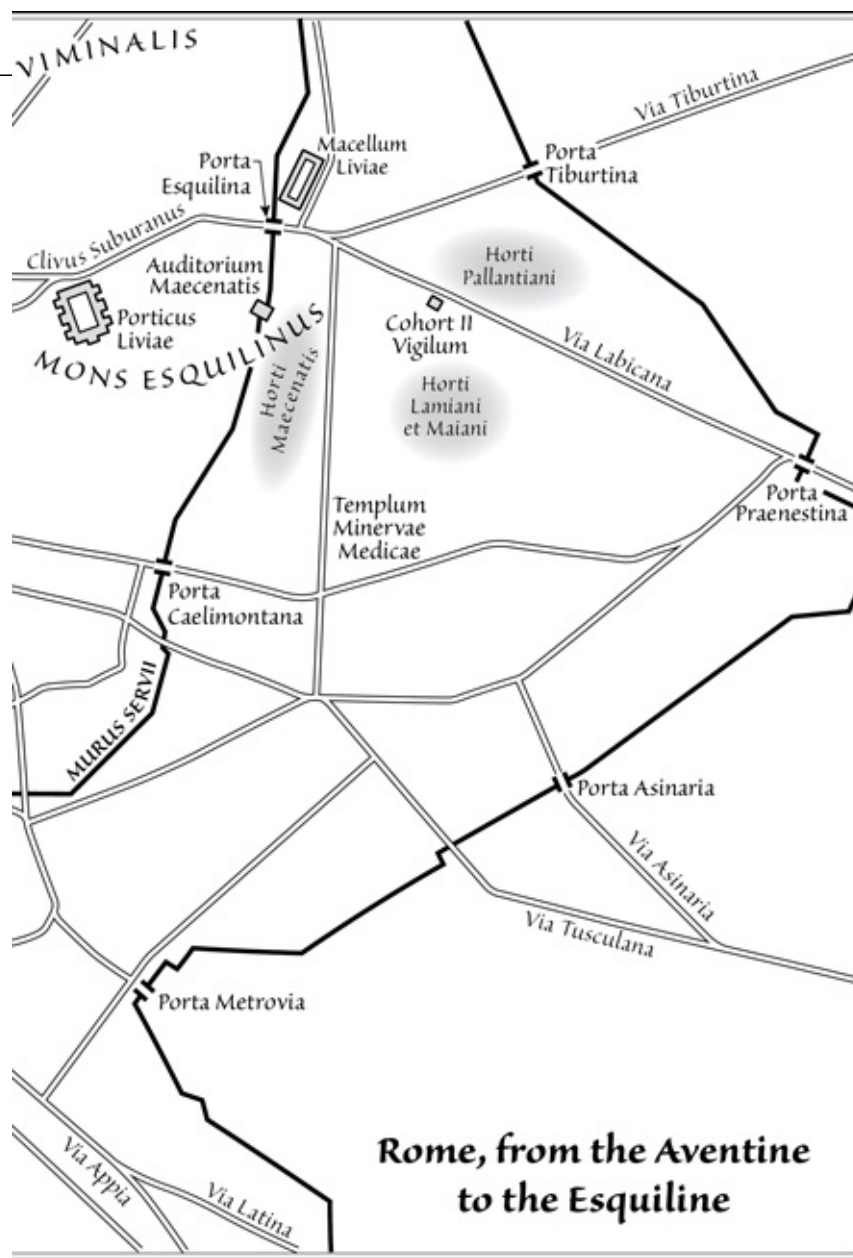 VIMINALIS
Via Tiburtina
Macellum
Liviae
Porta
Esquilina
Porta
Tiburtina
Clivus Suburanus
Auditorium
Maecenatis
Horti
Pallantiani
Porticus
Liviae
Cohort II
Vigilum
MONS ESQUILINUS
Via Labicana
Horti
Maecenatis
Horti
Lamiani
et Maiani
Porta
Praenestina
Templum
Minervae
Medicae
Porta
Caelimontana
MURUS SERVII
Porta Asinaria
Via Asinaria
Via Tusculana
Porta Metrovia
Rome, from the Aventine
to the Esquiline
Via Appia
Via Latina